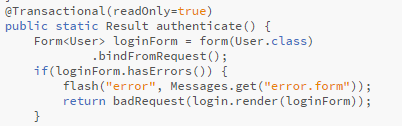 @Transactional(readOnly=true)
public static Result authenticate() {
    Form<User> loginForm = form(User.class)
            .bindFromRequest();
    if(loginForm.hasErrors()) {
        flash("error", Messages.get("error.form"));
        return badRequest(login.render(loginForm));
    }